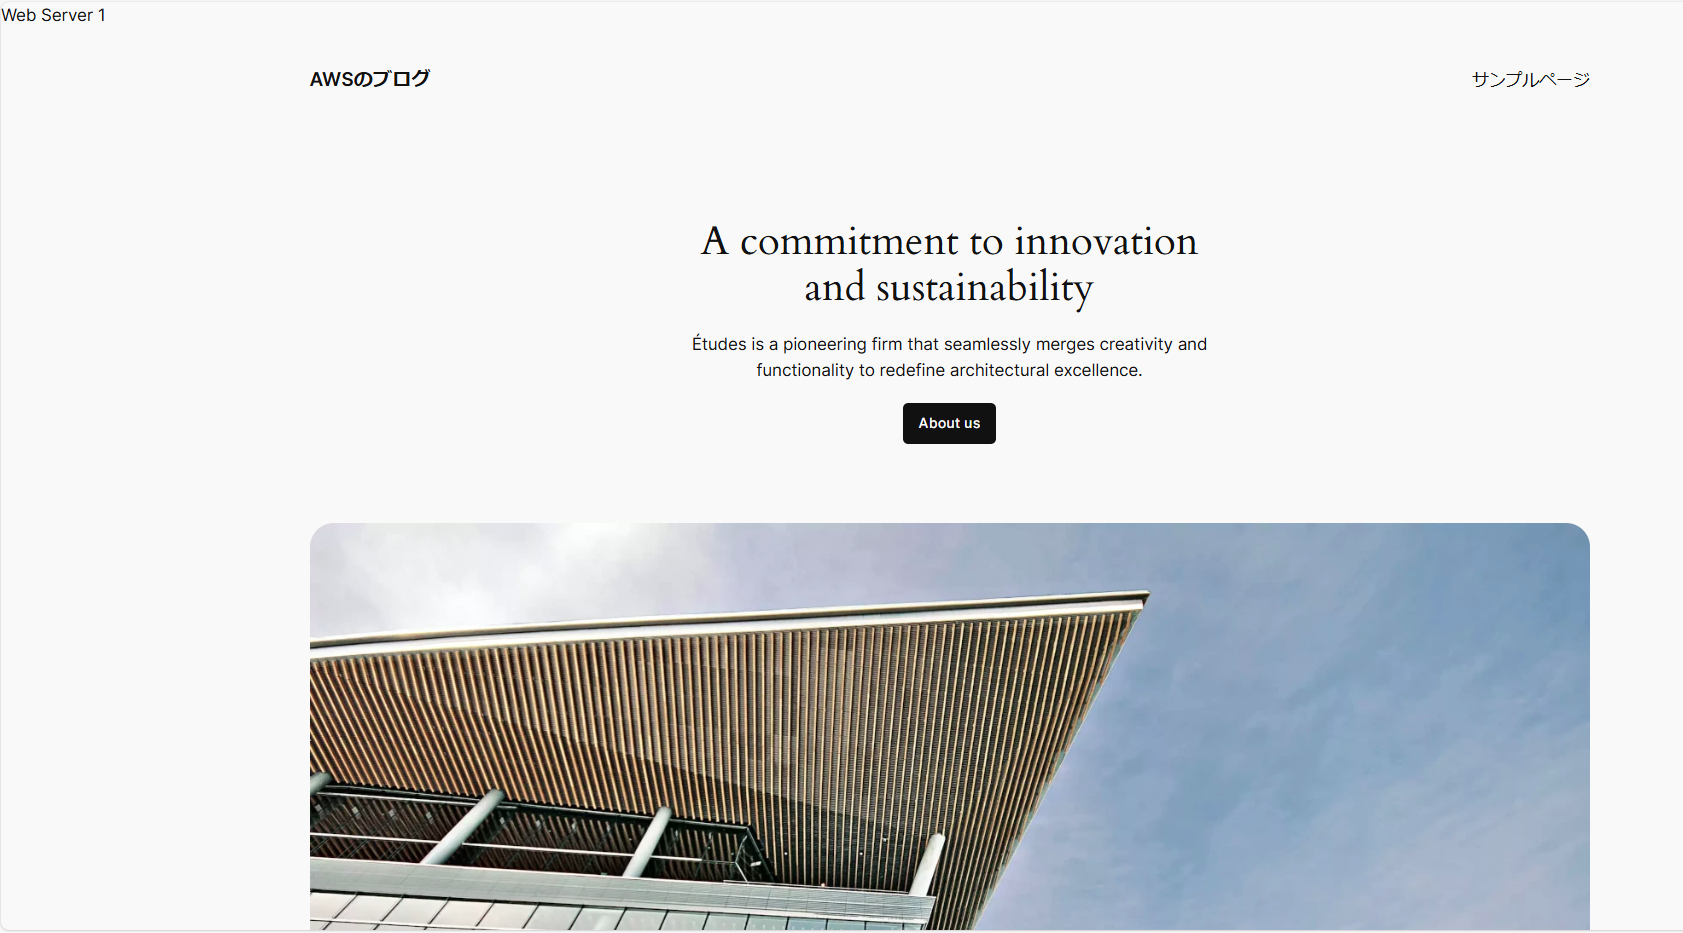 Web Server 1
AWSのブログ
サンプルページ
A commitment to innovation
and sustainability
Études is a pioneering firm that seamlessly merges creativity and
functionality to redefine architectural excellence.
About us